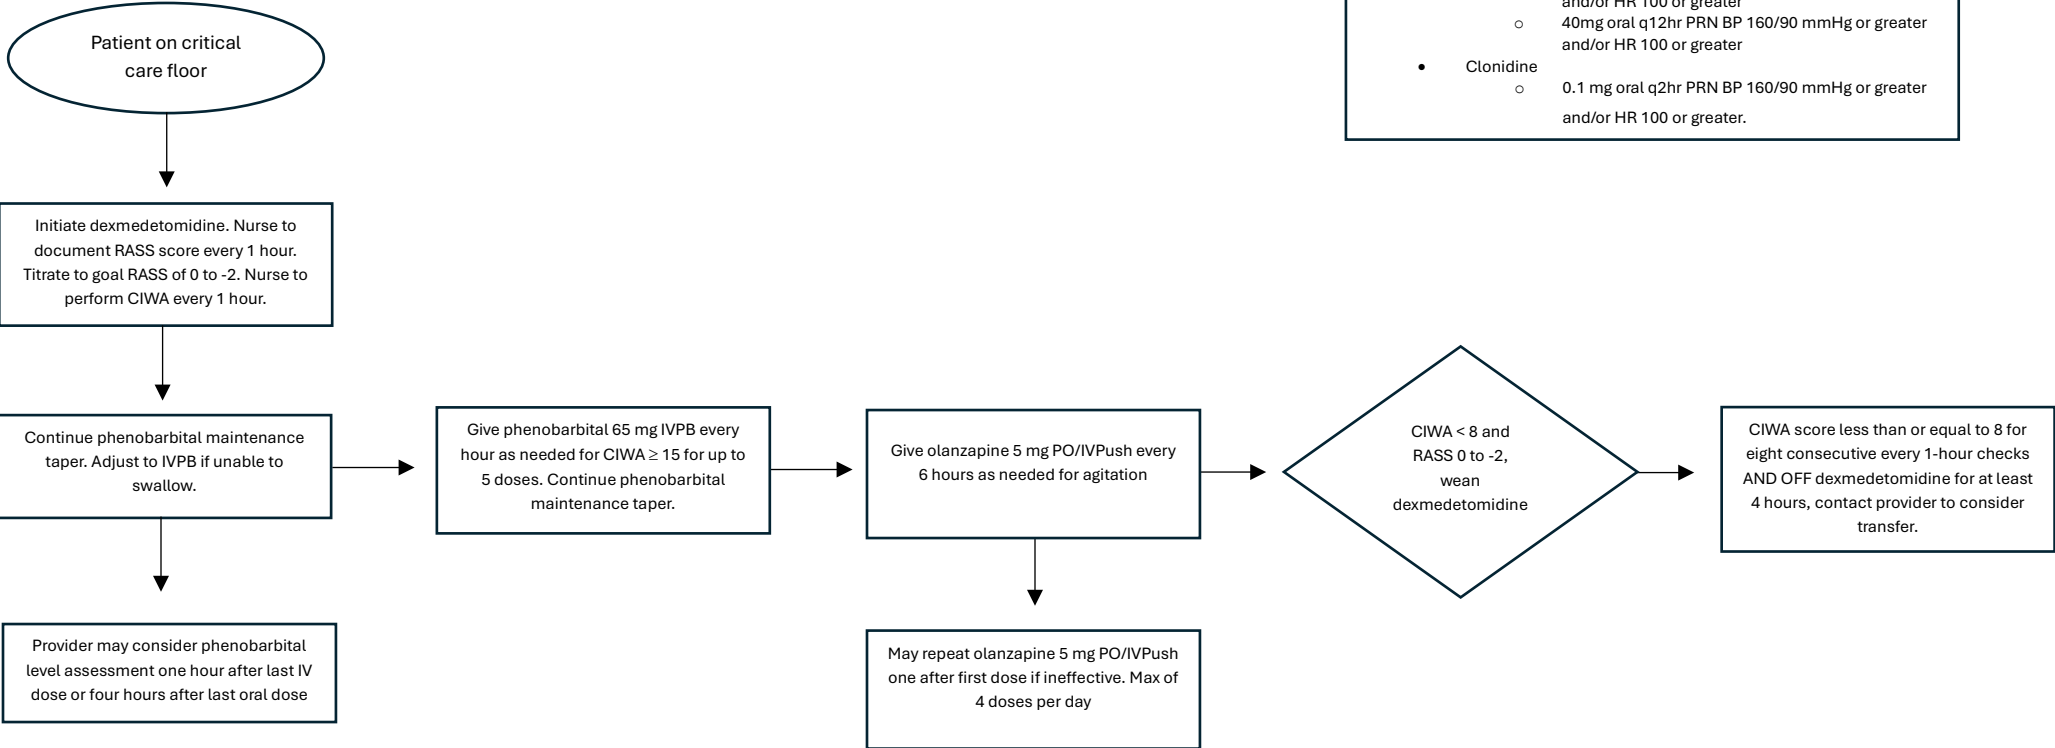 Patient on critical
care floor
and/or HR 100 or greater
○ 40mg oral q12hr PRN BP 160/90 mmHg or greater
and/or HR 100 or greater
• Clonidine
○ 0.1 mg oral q2hr PRN BP 160/90 mmHg or greater
and/or HR 100 or greater.
Initiate dexmedetomidine. Nurse to
document RASS score every 1 hour.
Titrate to goal RASS of 0 to -2. Nurse to
perform CIWA every 1 hour.
Continue phenobarbital maintenance
taper. Adjust to IVPB if unable to
swallow.
Give phenobarbital 65 mg IVPB every
hour as needed for CIWA ≥ 15 for up to
5 doses. Continue phenobarbital
maintenance taper.
Give olanzapine 5 mg PO/IVPush every
6 hours as needed for agitation
CIWA < 8 and
RASS 0 to -2,
wean
dexmedetomidine
CIWA score less than or equal to 8 for
eight consecutive every 1-hour checks
AND OFF dexmedetomidine for at least
4 hours, contact provider to consider
transfer.
Provider may consider phenobarbital
level assessment one hour after last IV
dose or four hours after last oral dose
May repeat olanzapine 5 mg PO/IVPush
one after first dose if ineffective. Max of
4 doses per day